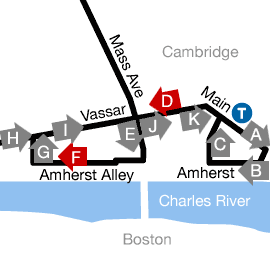 Mass Ave
Cambridge
D
Main
T
Vassar
K
A
H
I
E
J
G
F
C
B
Amherst Alley
Amherst
Charles River
Boston